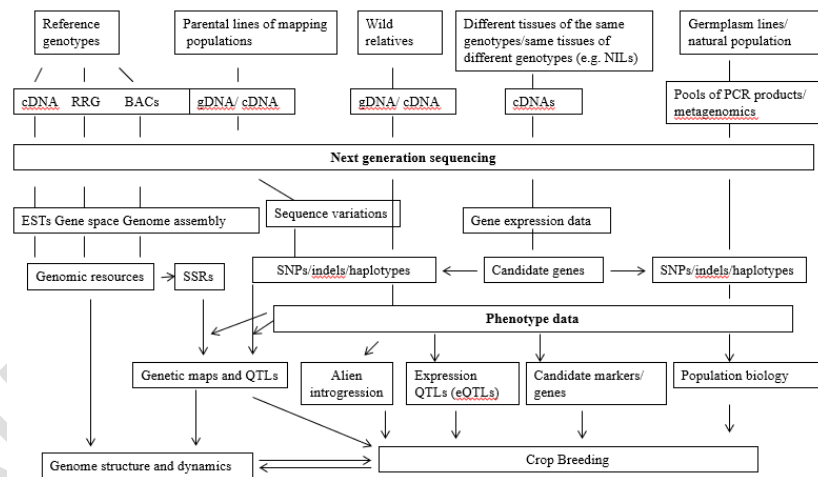 Reference
genotypes
Parental lines of mapping
populations
Wild
relatives
Different tissues of the same
genotypes/same tissues of
different genotypes (e.g. NILs)
Germplasm lines/
natural population
cDNA RRG BACs
gDNA/ cDNA
gDNA/ cDNA
cDNAs
Pools of PCR products/
metagenomics
Next generation sequencing
ESTs Gene space Genome assembly
Sequence variations
Gene expression data
Genomic resources
SSRs
SNPs/indels/haplotypes
Candidate genes
SNPs/indels/haplotypes
Phenotype data
Genetic maps and QTLs
Alien
introgression
Expression
QTLs (eQTLs)
Candidate markers/
genes
Population biology
Genome structure and dynamics
Crop Breeding